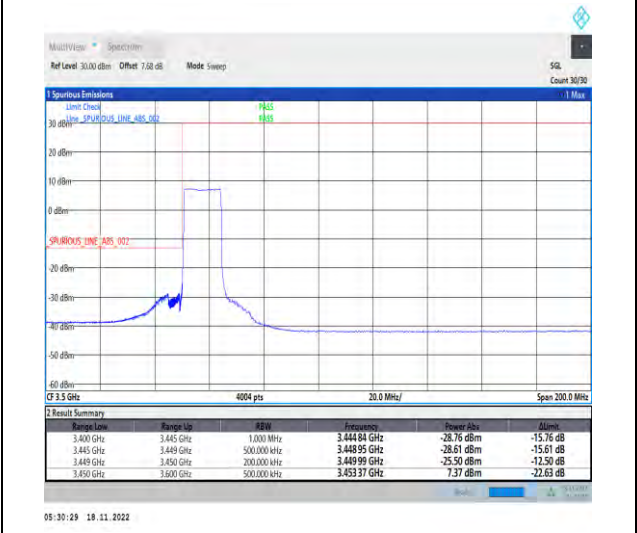 MultiView Spectrum
Ref Level 30.00 dBm Offset 7.68 dB Mode Sweep SGL
Count 30/30
1 Spurious Emissions 1 Max
Limit Check PASS
Line _SPURIOUS_LINE_ABS_002 PASS
30 dBm
20 dBm
10 dBm
0 dBm
_SPURIOUS_LINE_ABS_002
-20 dBm
-30 dBm
-40 dBm
-50 dBm
-60 dBm
CF 3.5 GHz 4004 pts 20.0 MHz/ Span 200.0 MHz
2 Result Summary
Range Low Range Up RBW Frequency Power Abs ΔLimit
3.400 GHz 3.445 GHz 1.000 MHz 3.444 84 GHz -28.76 dBm -15.76 dB
3.445 GHz 3.449 GHz 500.000 kHz 3.448 95 GHz -28.61 dBm -15.61 dB
3.449 GHz 3.450 GHz 200.000 kHz 3.449 99 GHz -25.50 dBm -12.50 dB
3.450 GHz 3.600 GHz 500.000 kHz 3.453 37 GHz 7.37 dBm -22.63 dB
05:30:29 18.11.2022